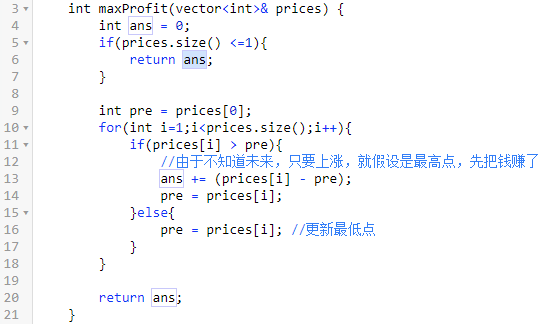 3 int maxProfit(vector<int>& prices) {
4 int ans = 0;
5 if(prices.size() <=1){
6 return ans;
7 }
8
9 int pre = prices[0];
10 for(int i=1;i<prices.size();i++){
11 if(prices[i] > pre){
12 //由于不知道未来，只要上涨，就假设是最高点，先把钱赚了
13 ans += (prices[i] - pre);
14 pre = prices[i];
15 }else{
16 pre = prices[i]; //更新最低点
17 }
18 }
19
20 return ans;
21 }